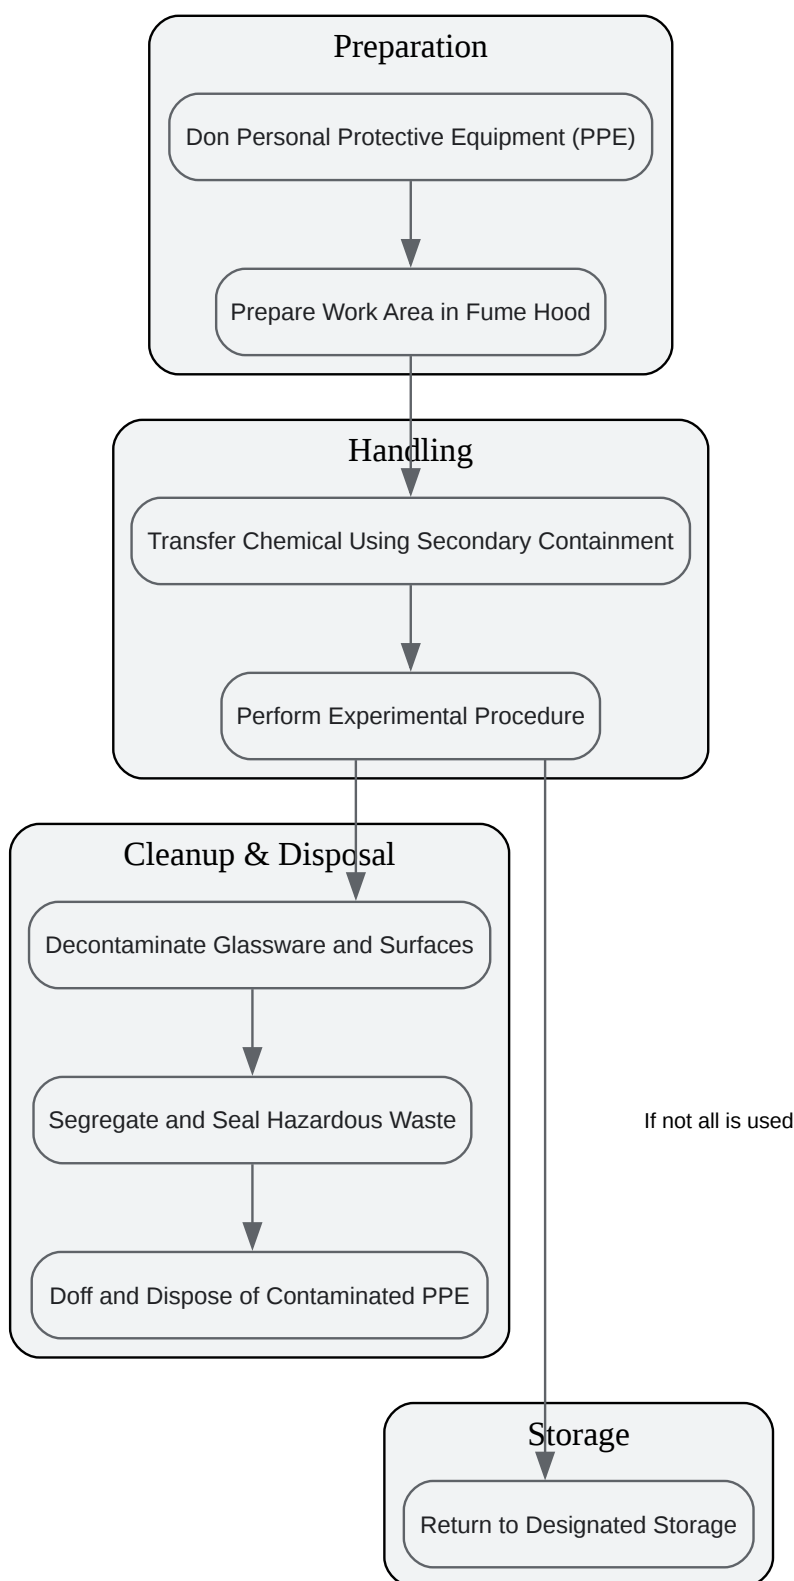 Preparation
Don Personal Protective Equipment (PPE)
Prepare Work Area in Fume Hood
Handling
Transfer Chemical Using Secondary Containment
Perform Experimental Procedure
Cleanup & Disposal
Decontaminate Glassware and Surfaces
Segregate and Seal Hazardous Waste
If not all is used
Doff and Dispose of Contaminated PPE
Storage
Return to Designated Storage